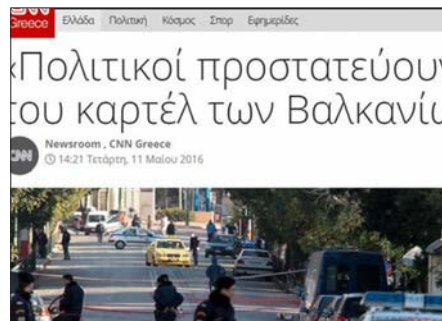 Greece Ελλάδα Πολιτική Κόσμος Σπορ Εφημερίδες
«Πολιτικοί προστατεύου
του καρτέλ των Βαλκανί
Newsroom , CNN Greece
14:21 Τετάρτη, 11 Μαΐου 2016